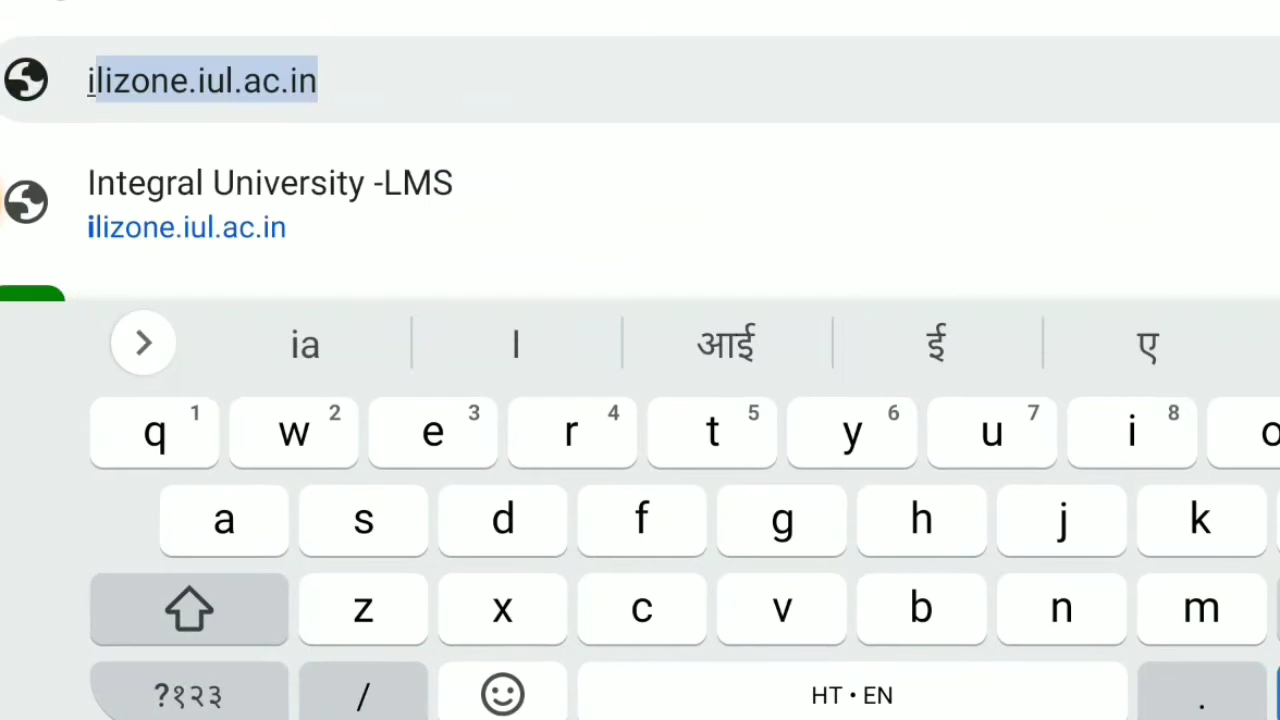 ilizone.iul.ac.in
Integral University -LMS
ilizone.iul.ac.in
ia I आई ई ए
q 1 w 2 e 3 r 4 t 5 y 6 u 7 i 8 o
a s d f g h j k
z x c v b n m
?१२३ / HT • EN .